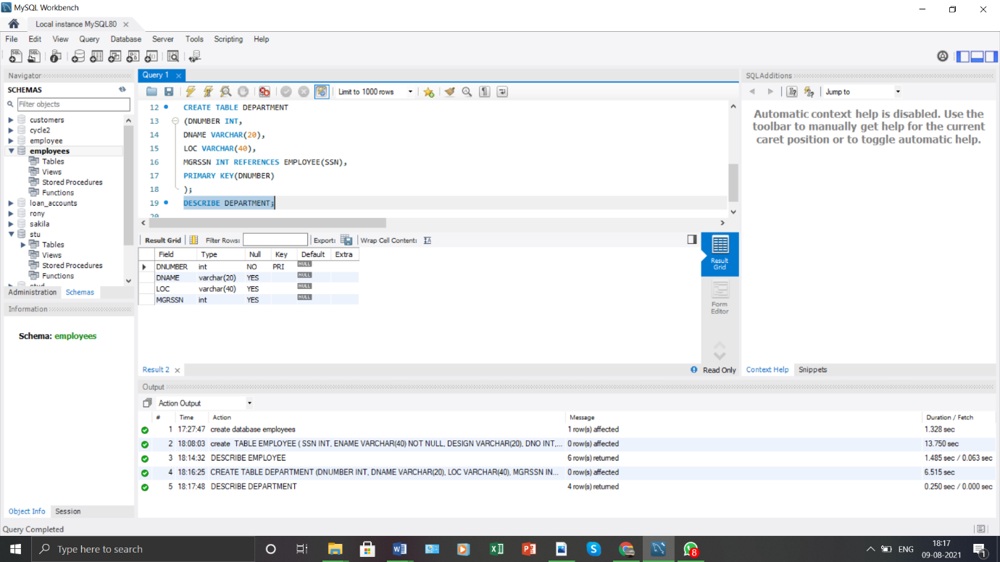 MySQL Workbench
Local instance MySQL80
File Edit View Query Database Server Tools Scripting Help
Navigator
SCHEMAS
Filter objects
customers
cycle2
employee
employees
Tables
Views
Stored Procedures
Functions
loan_accounts
rony
sakila
stu
Tables
Views
Stored Procedures
Functions
Administration Schemas
Information
Schema: employees
Object Info Session
Query 1
Limit to 1000 rows
12 CREATE TABLE DEPARTMENT
13 (DNUMBER INT,
14 DNAME VARCHAR(20),
15 LOC VARCHAR(40),
16 MGRSSN INT REFERENCES EMPLOYEE(SSN),
17 PRIMARY KEY(DNUMBER)
18 );
19 DESCRIBE DEPARTMENT;
20
Result Grid Filter Rows: Export: Wrap Cell Content:
Field Type Null Key Default Extra
DNUMBER int NO PRI NULL
DNAME varchar(20) YES NULL
LOC varchar(40) YES NULL
MGRSSN int YES NULL
Result Grid
Form Editor
Result 2
Read Only
SQLAdditions
Jump to
Automatic context help is disabled. Use the
toolbar to manually get help for the current
caret position or to toggle automatic help.
Context Help Snippets
Output
Action Output
# Time Action Message Duration / Fetch
1 17:27:47 create database employees 1 row(s) affected 1.328 sec
2 18:08:03 create TABLE EMPLOYEE ( SSN INT, ENAME VARCHAR(40) NOT NULL, DESIGN VARCHAR(20), DNO INT,... 0 row(s) affected 13.750 sec
3 18:14:32 DESCRIBE EMPLOYEE 6 row(s) returned 1.485 sec / 0.063 sec
4 18:16:25 CREATE TABLE DEPARTMENT (DNUMBER INT, DNAME VARCHAR(20), LOC VARCHAR(40), MGRSSN IN... 0 row(s) affected 6.515 sec
5 18:17:48 DESCRIBE DEPARTMENT 4 row(s) returned 0.250 sec / 0.000 sec
Query Completed
Type here to search
8
ENG
18:17
09-08-2021
1